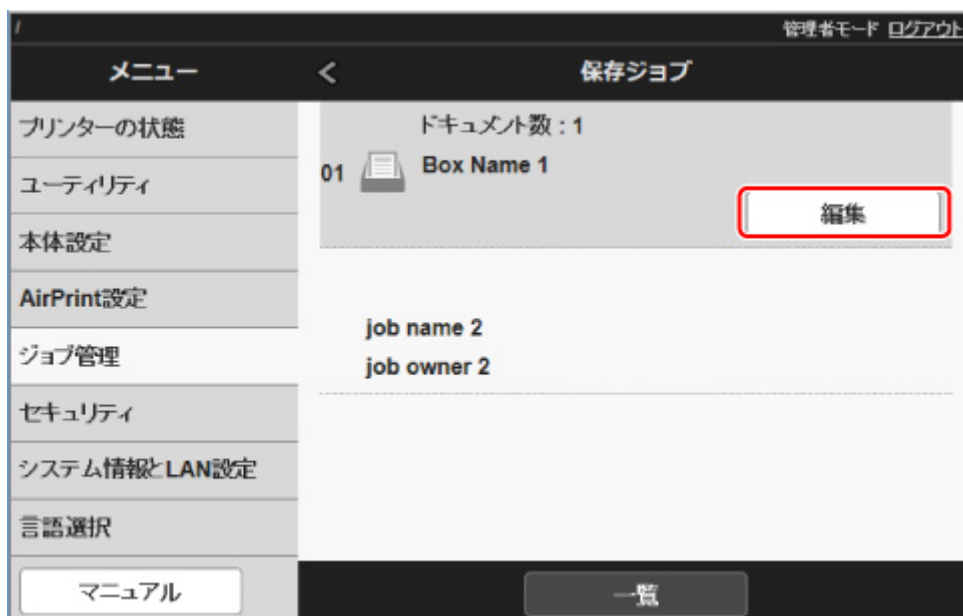 /
管理者モード ログアウト
メニュー
<
保存ジョブ
プリンターの状態
ユーティリティ
本体設定
AirPrint設定
ジョブ管理
セキュリティ
システム情報とLAN設定
言語選択
マニュアル
ドキュメント数 : 1
01
Box Name 1
編集
job name 2
job owner 2
一覧